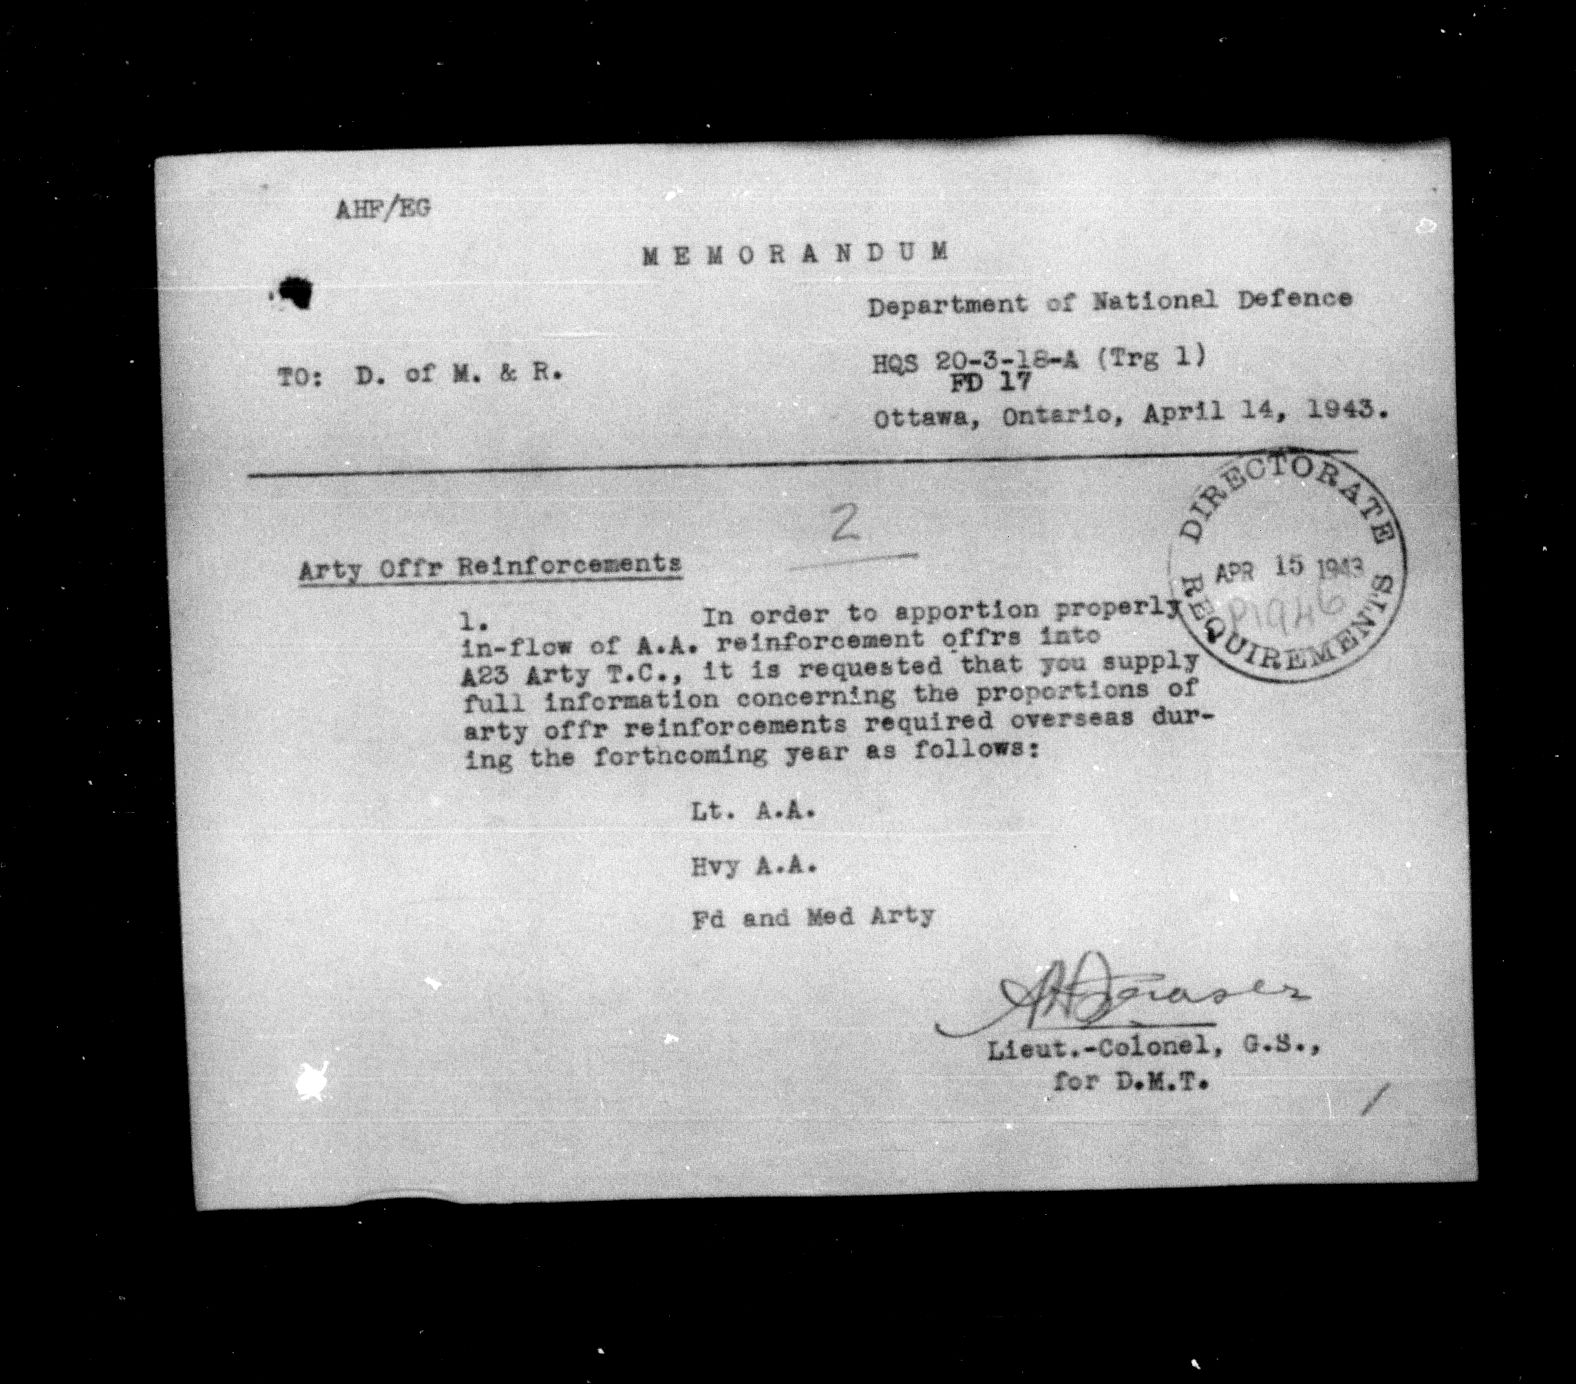 AHF/EG
MEMORANDUM
Department of National Defence
HQS 20-3-18-A (Trg 1)
FD 17
TO: D. of M. & R.
Ottawa, Ontario, April 14, 1943.
DIRECTORATE
APR 15 1943
REQUIREMENTS
2
Arty Offr Reinforcements
1. In order to apportion properly
in-flow of A.A. reinforcement offrs into
A23 Arty T.C., it is requested that you supply
full information concerning the proportions of
arty offr reinforcements required overseas dur-
ing the forthcoming year as follows:
Lt. A.A.
Hvy A.A.
Fd and Med Arty
AHFraser
Lieut.-Colonel, G.S.,
for D.M.T.